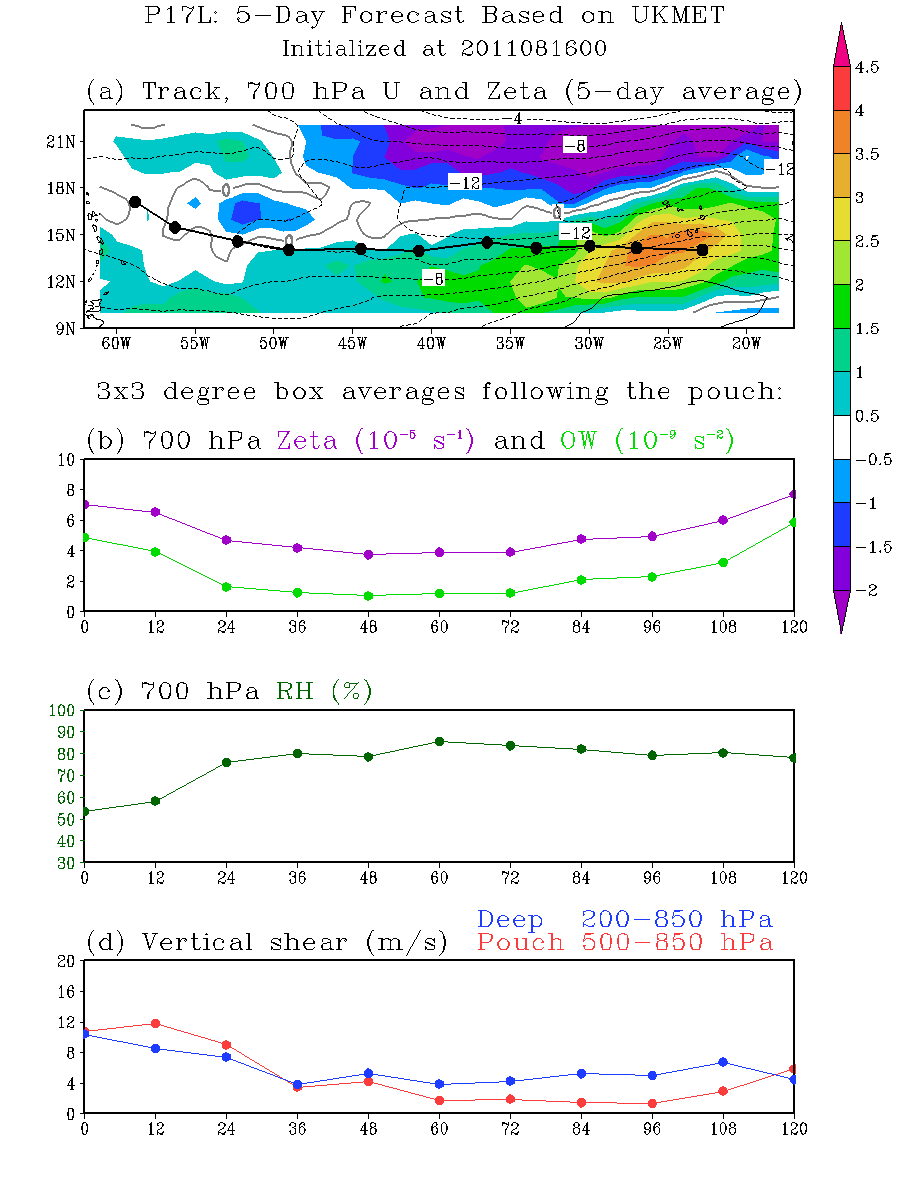 P17L: 5-Day Forecast Based on UKMET
Initialized at 2011081600
(a) Track, 700 hPa U and Zeta (5-day average)
21N
18N
15N
12N
9N
-4
-8
-12
-12
-12
-8
60W 55W 50W 45W 40W 35W 30W 25W 20W
4.5
4
3.5
3
2.5
2
1.5
1
0.5
-0.5
-1
-1.5
-2
3x3 degree box averages following the pouch:
(b) 700 hPa Zeta (10⁻⁵ s⁻¹) and OW (10⁻⁹ s⁻²)
10
8
6
4
2
0
0 12 24 36 48 60 72 84 96 108 120
(c) 700 hPa RH (%)
100
90
80
70
60
50
40
30
0 12 24 36 48 60 72 84 96 108 120
Deep 200-850 hPa
(d) Vertical shear (m/s) Pouch 500-850 hPa
20
16
12
8
4
0
0 12 24 36 48 60 72 84 96 108 120